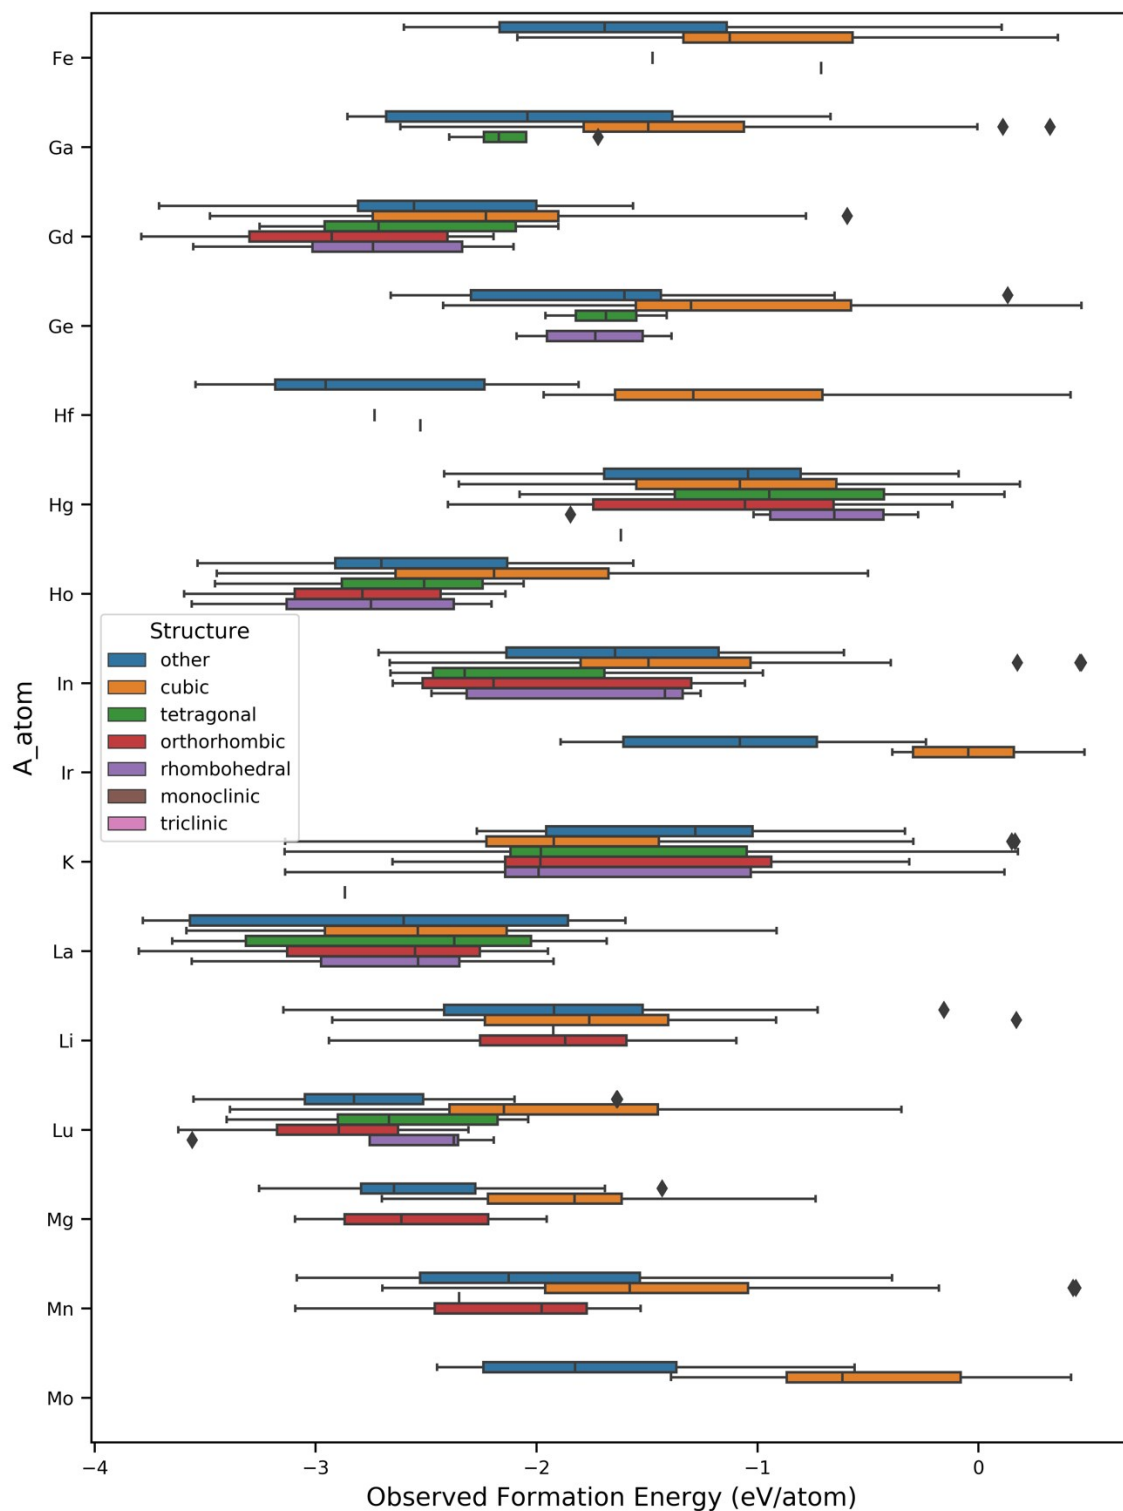 Fe
Ga
Gd
Ge
Hf
Hg
Ho
In
Ir
K
La
Li
Lu
Mg
Mn
Mo
A_atom
Structure
other
cubic
tetragonal
orthorhombic
rhombohedral
monoclinic
triclinic
−4 −3 −2 −1 0
Observed Formation Energy (eV/atom)